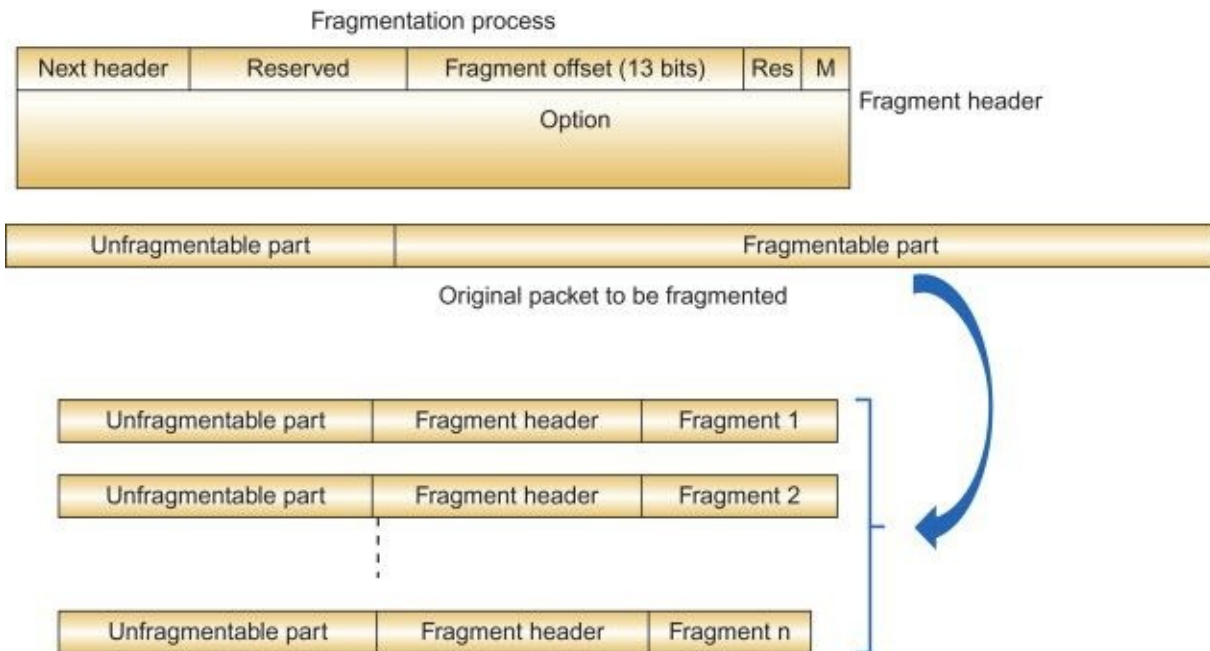 Fragmentation process
Next header Reserved Fragment offset (13 bits) Res M
Fragment header
Option
Unfragmentable part Fragmentable part
Original packet to be fragmented
Unfragmentable part Fragment header Fragment 1
Unfragmentable part Fragment header Fragment 2
Unfragmentable part Fragment header Fragment n